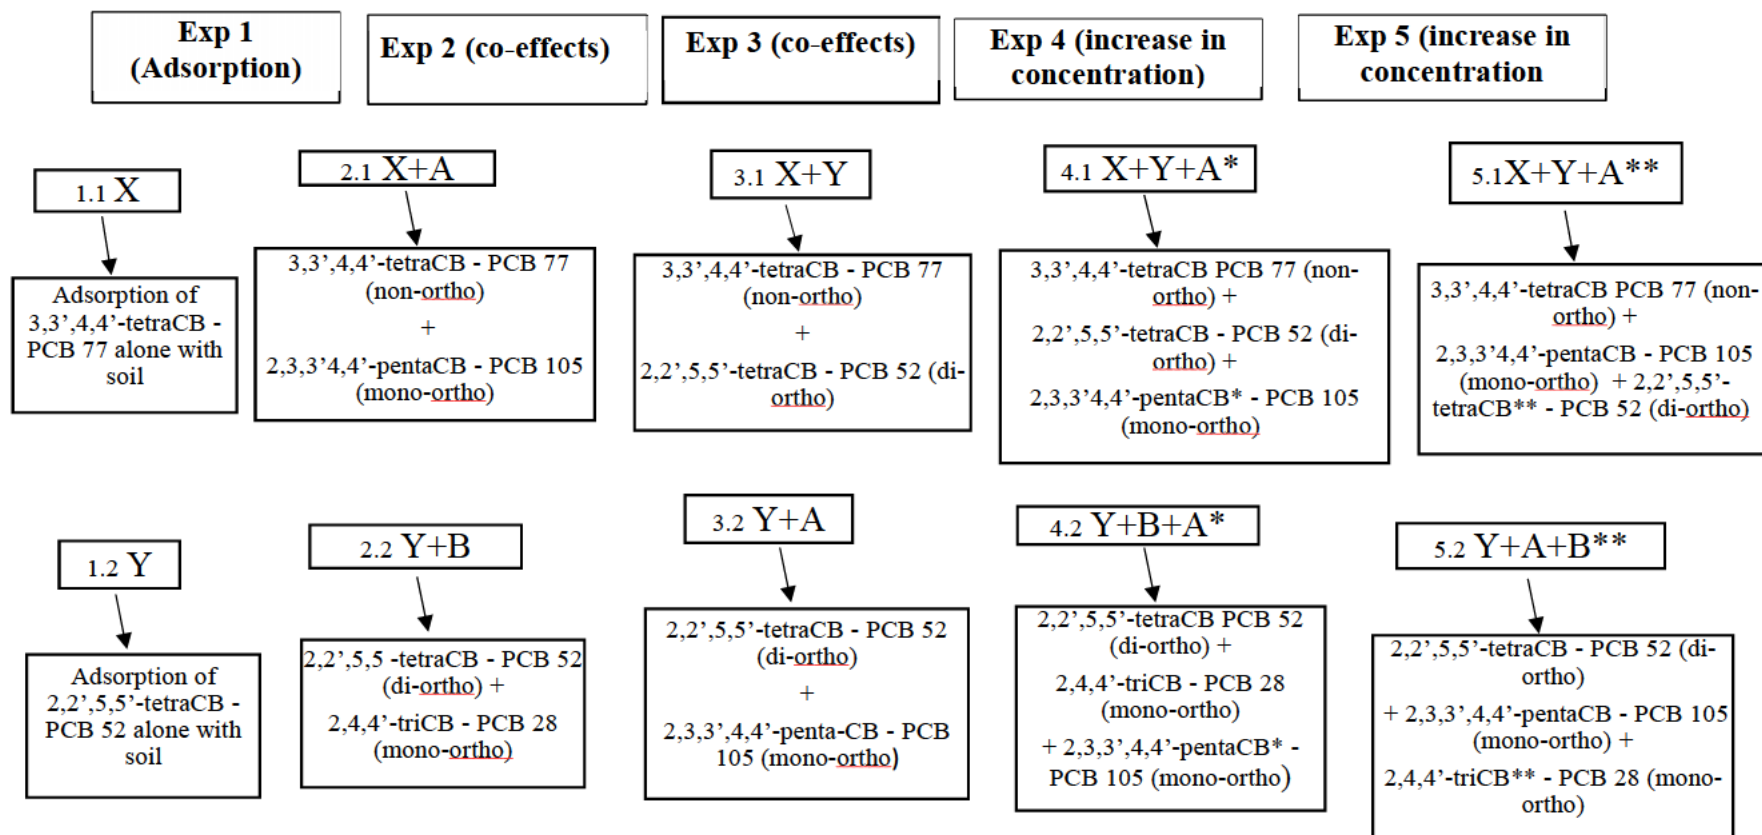 Exp 1
(Adsorption)
Exp 2 (co-effects)
Exp 3 (co-effects)
Exp 4 (increase in
concentration)
Exp 5 (increase in
concentration
1.1 X
2.1 X+A
3.1 X+Y
4.1 X+Y+A*
5.1X+Y+A**
Adsorption of
3,3’,4,4’-tetraCB -
PCB 77 alone with
soil
3,3’,4,4’-tetraCB - PCB 77
(non-ortho)
+
2,3,3’4,4’-pentaCB - PCB 105
(mono-ortho)
3,3’,4,4’-tetraCB - PCB 77
(non-ortho)
+
2,2’,5,5’-tetraCB - PCB 52 (di-
ortho)
3,3’,4,4’-tetraCB PCB 77 (non-
ortho) +
2,2’,5,5’-tetraCB - PCB 52 (di-
ortho) +
2,3,3’4,4’-pentaCB* - PCB 105
(mono-ortho)
3,3’,4,4’-tetraCB PCB 77 (non-
ortho) +
2,3,3’4,4’-pentaCB - PCB 105
(mono-ortho) + 2,2’,5,5’-
tetraCB** - PCB 52 (di-ortho)
1.2 Y
2.2 Y+B
3.2 Y+A
4.2 Y+B+A*
5.2 Y+A+B**
Adsorption of
2,2’,5,5’-tetraCB -
PCB 52 alone with
soil
2,2’,5,5 -tetraCB - PCB 52
(di-ortho) +
2,4,4’-triCB - PCB 28
(mono-ortho)
2,2’,5,5’-tetraCB - PCB 52
(di-ortho)
+
2,3,3’,4,4’-penta-CB - PCB
105 (mono-ortho)
2,2’,5,5’-tetraCB PCB 52
(di-ortho) +
2,4,4’-triCB - PCB 28
(mono-ortho)
+ 2,3,3’,4,4’-pentaCB* -
PCB 105 (mono-ortho)
2,2’,5,5’-tetraCB - PCB 52 (di-
ortho)
+ 2,3,3’,4,4’-pentaCB - PCB 105
(mono-ortho) +
2,4,4’-triCB** - PCB 28 (mono-
ortho)